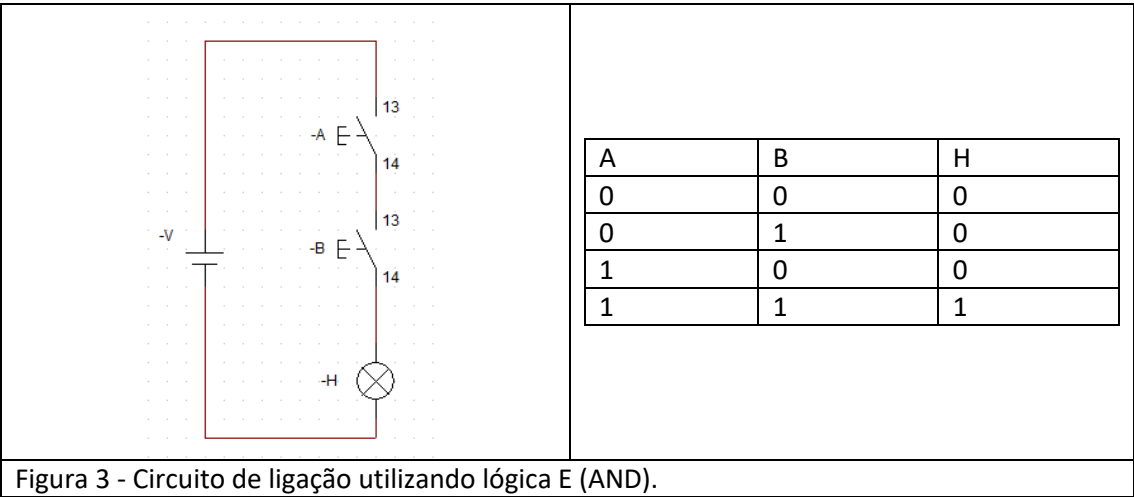 13
-A
14
13
-V
-B
14
-H
A B H
0 0 0
0 1 0
1 0 0
1 1 1
Figura 3 - Circuito de ligação utilizando lógica E (AND).